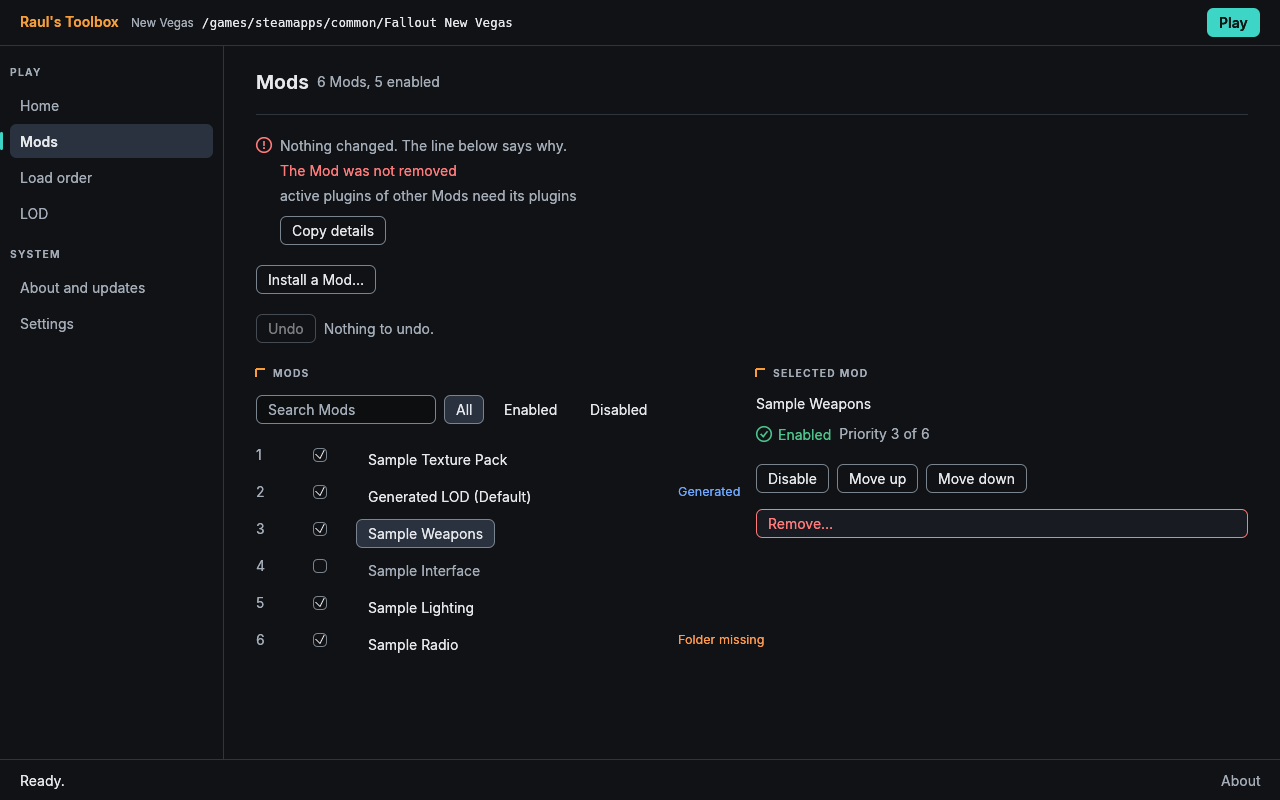 Raul's Toolbox New Vegas /games/steamapps/common/Fallout New Vegas Play
PLAY
Home
Mods
Load order
LOD
SYSTEM
About and updates
Settings
Mods 6 Mods, 5 enabled
Nothing changed. The line below says why.
The Mod was not removed
active plugins of other Mods need its plugins
Copy details
Install a Mod...
Undo Nothing to undo.
MODS
Search Mods All Enabled Disabled
1 Sample Texture Pack
2 Generated LOD (Default) Generated
3 Sample Weapons
4 Sample Interface
5 Sample Lighting
6 Sample Radio Folder missing
SELECTED MOD
Sample Weapons
Enabled Priority 3 of 6
Disable Move up Move down
Remove...
Ready. About